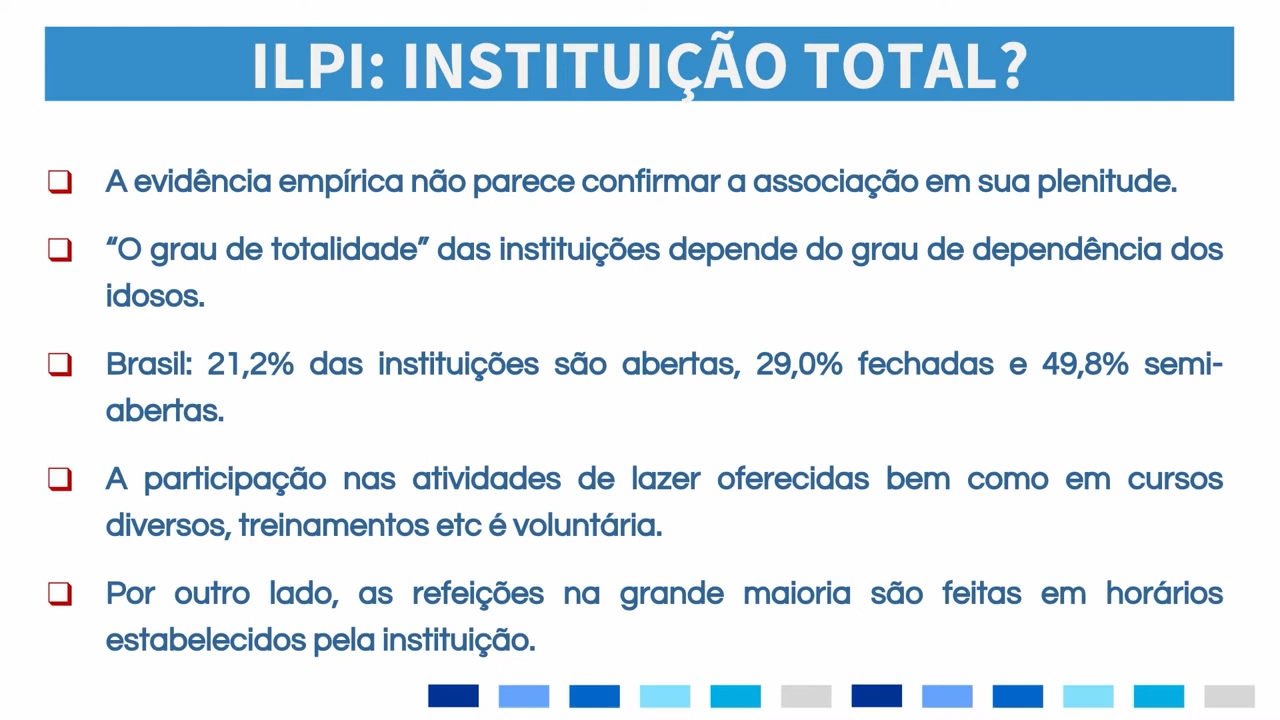 ILPI: INSTITUIÇÃO TOTAL?
A evidência empírica não parece confirmar a associação em sua plenitude.
“O grau de totalidade” das instituições depende do grau de dependência dos
idosos.
Brasil: 21,2% das instituições são abertas, 29,0% fechadas e 49,8% semi-
abertas.
A participação nas atividades de lazer oferecidas bem como em cursos
diversos, treinamentos etc é voluntária.
Por outro lado, as refeições na grande maioria são feitas em horários
estabelecidos pela instituição.